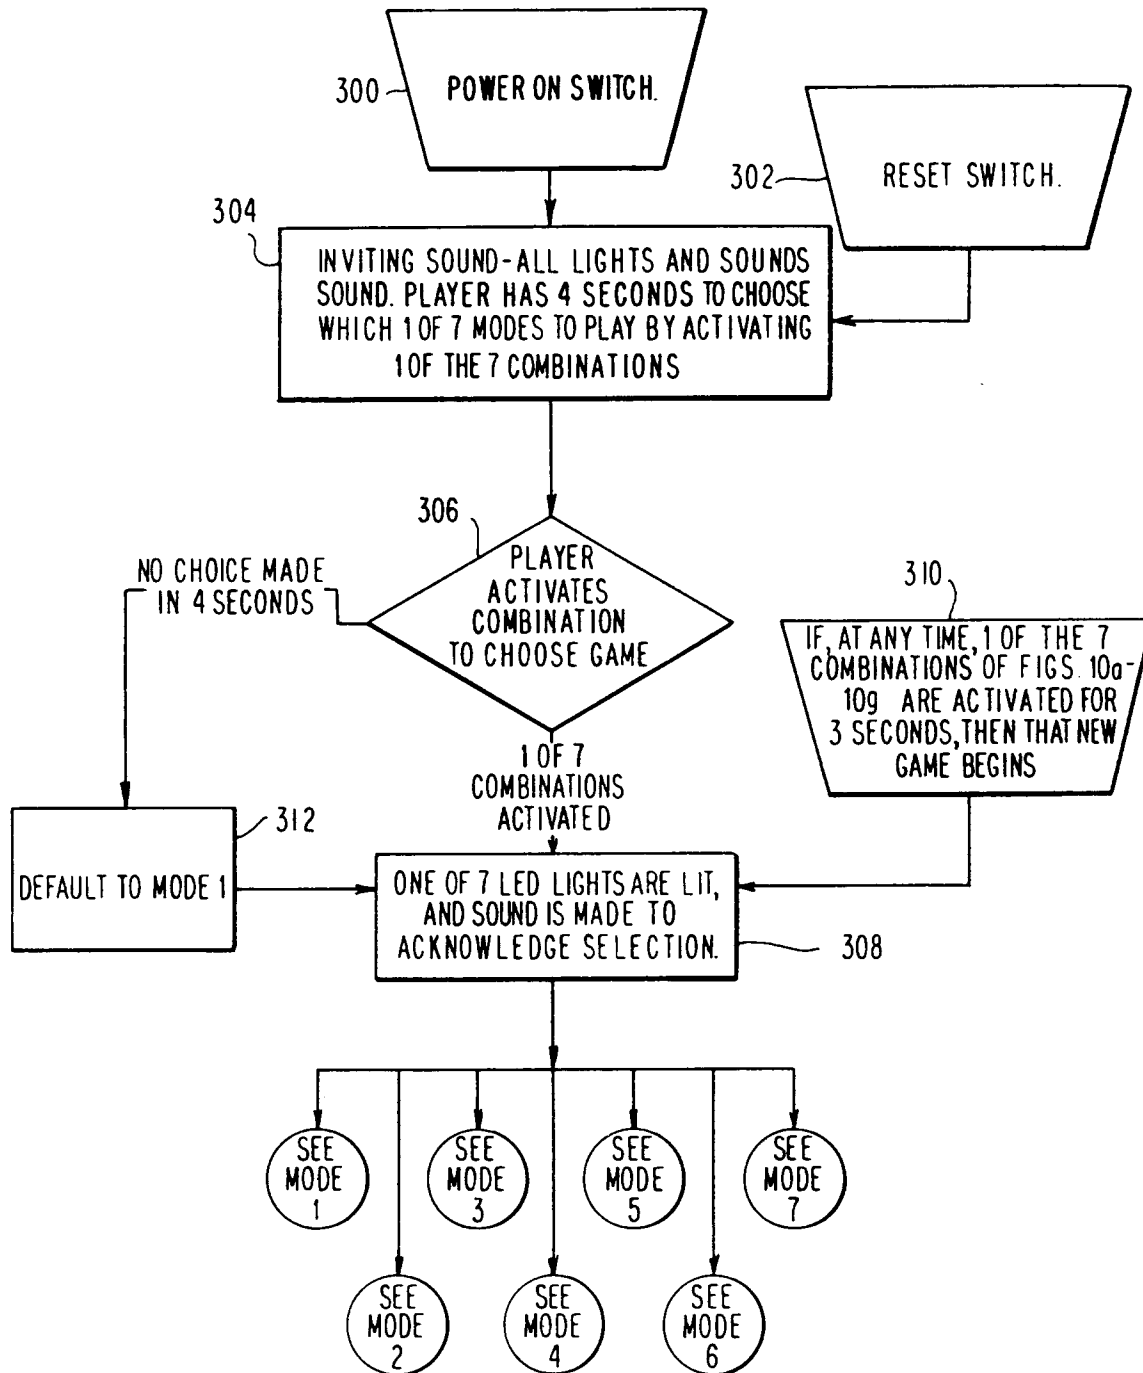 300
POWER ON SWITCH.
302
RESET SWITCH.
304
INVITING SOUND-ALL LIGHTS AND SOUNDS
SOUND. PLAYER HAS 4 SECONDS TO CHOOSE
WHICH 1 OF 7 MODES TO PLAY BY ACTIVATING
1 OF THE 7 COMBINATIONS
306
PLAYER
ACTIVATES
COMBINATION
TO CHOOSE GAME
NO CHOICE MADE
IN 4 SECONDS
310
IF, AT ANY TIME, 1 OF THE 7
COMBINATIONS OF FIGS. 10a-
10g ARE ACTIVATED FOR
3 SECONDS, THEN THAT NEW
GAME BEGINS
1 OF 7
COMBINATIONS
ACTIVATED
312
DEFAULT TO MODE 1
ONE OF 7 LED LIGHTS ARE LIT,
AND SOUND IS MADE TO
ACKNOWLEDGE SELECTION.
308
SEE
MODE
1
SEE
MODE
2
SEE
MODE
3
SEE
MODE
4
SEE
MODE
5
SEE
MODE
6
SEE
MODE
7